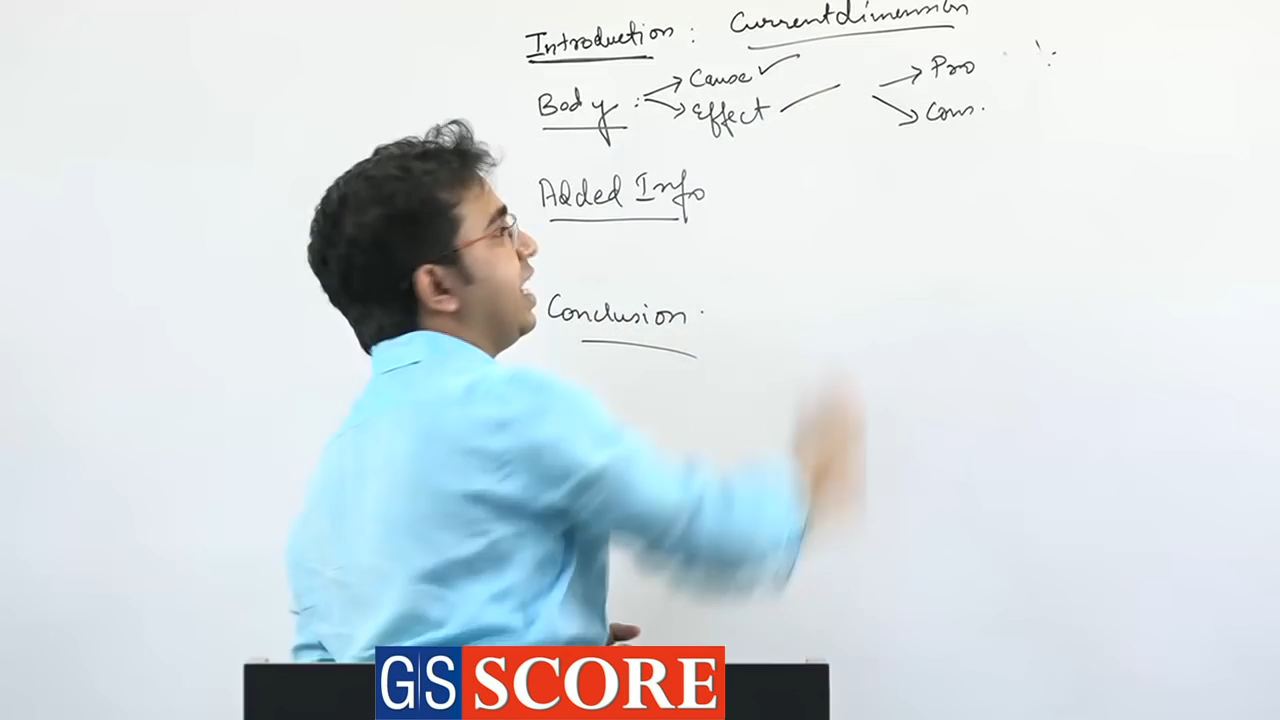 Introduction : Current dimension
Body : → Cause ✓ → Pro
→ Effect → Cons.
Added Info
Conclusion.
GS SCORE